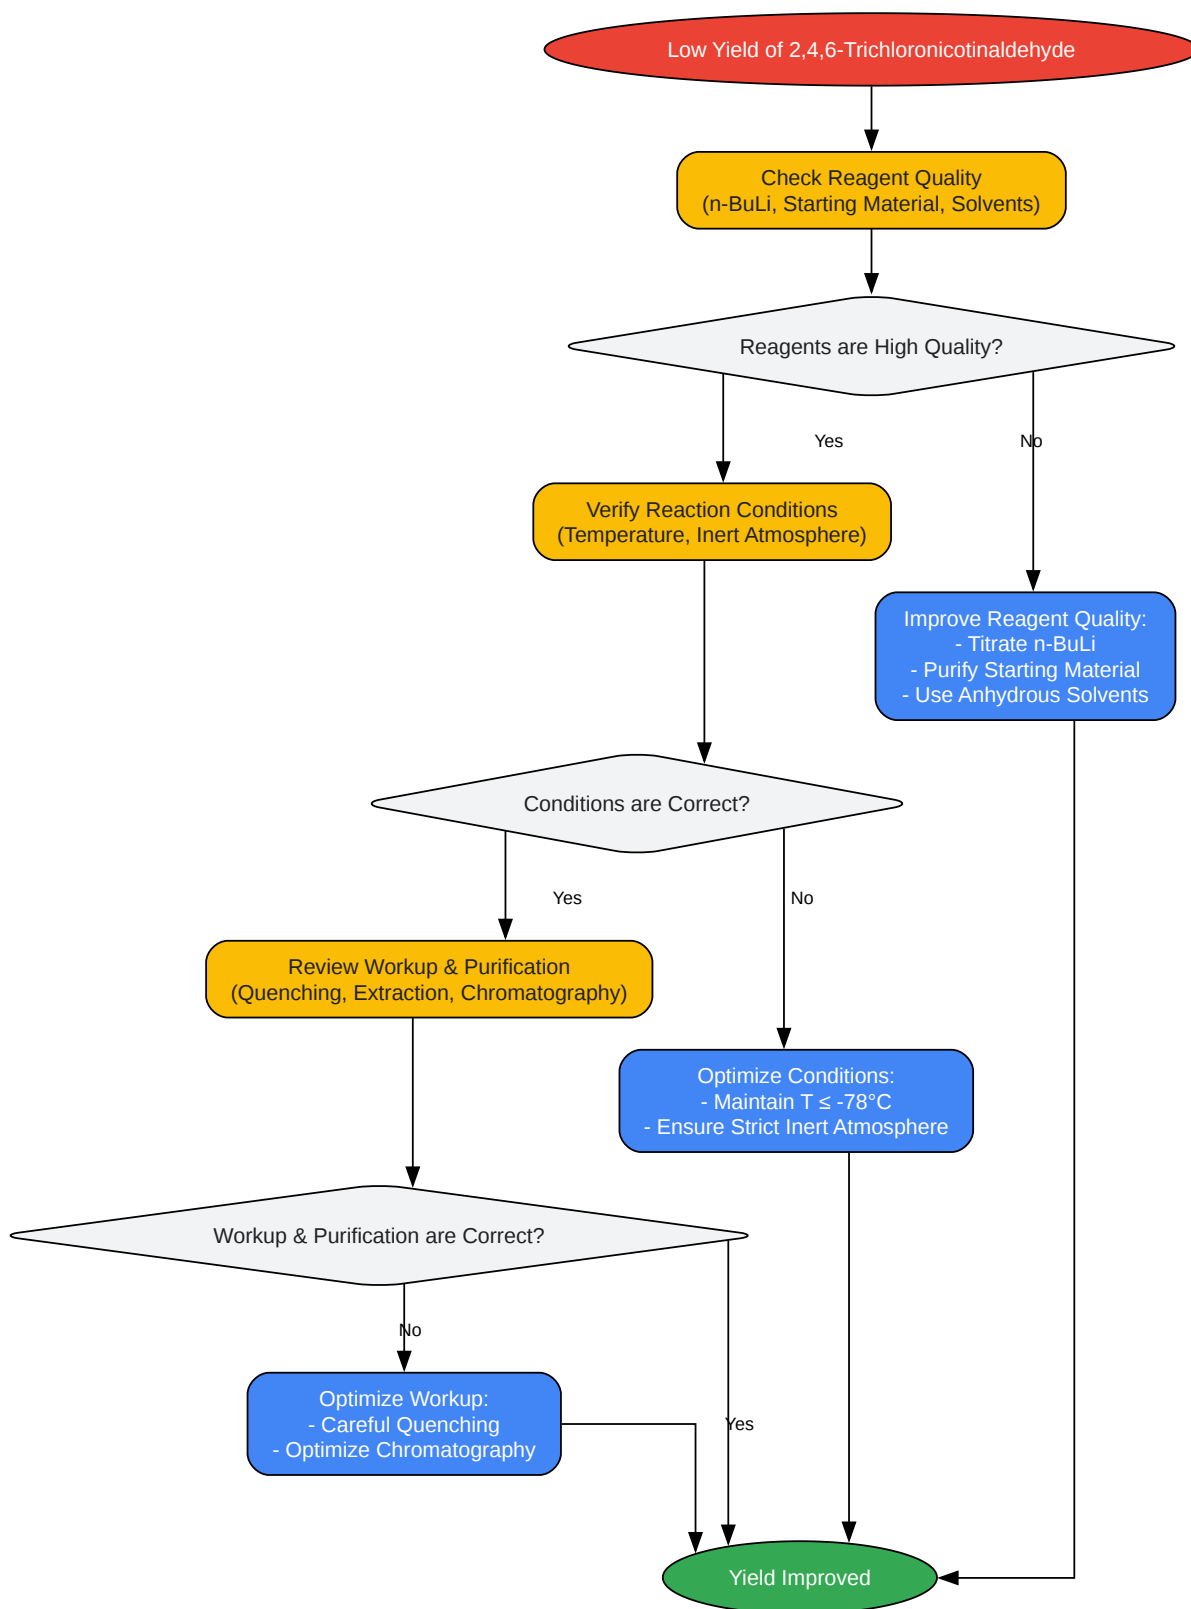 Low Yield of 2,4,6-Trichloronicotinaldehyde
Check Reagent Quality
(n-BuLi, Starting Material, Solvents)
Reagents are High Quality?
Yes
No
Verify Reaction Conditions
(Temperature, Inert Atmosphere)
Improve Reagent Quality:
- Titrate n-BuLi
- Purify Starting Material
- Use Anhydrous Solvents
Conditions are Correct?
Yes
No
Review Workup & Purification
(Quenching, Extraction, Chromatography)
Optimize Conditions:
- Maintain T ≤ -78°C
- Ensure Strict Inert Atmosphere
Workup & Purification are Correct?
No
Optimize Workup:
- Careful Quenching
- Optimize Chromatography
Yes
Yield Improved